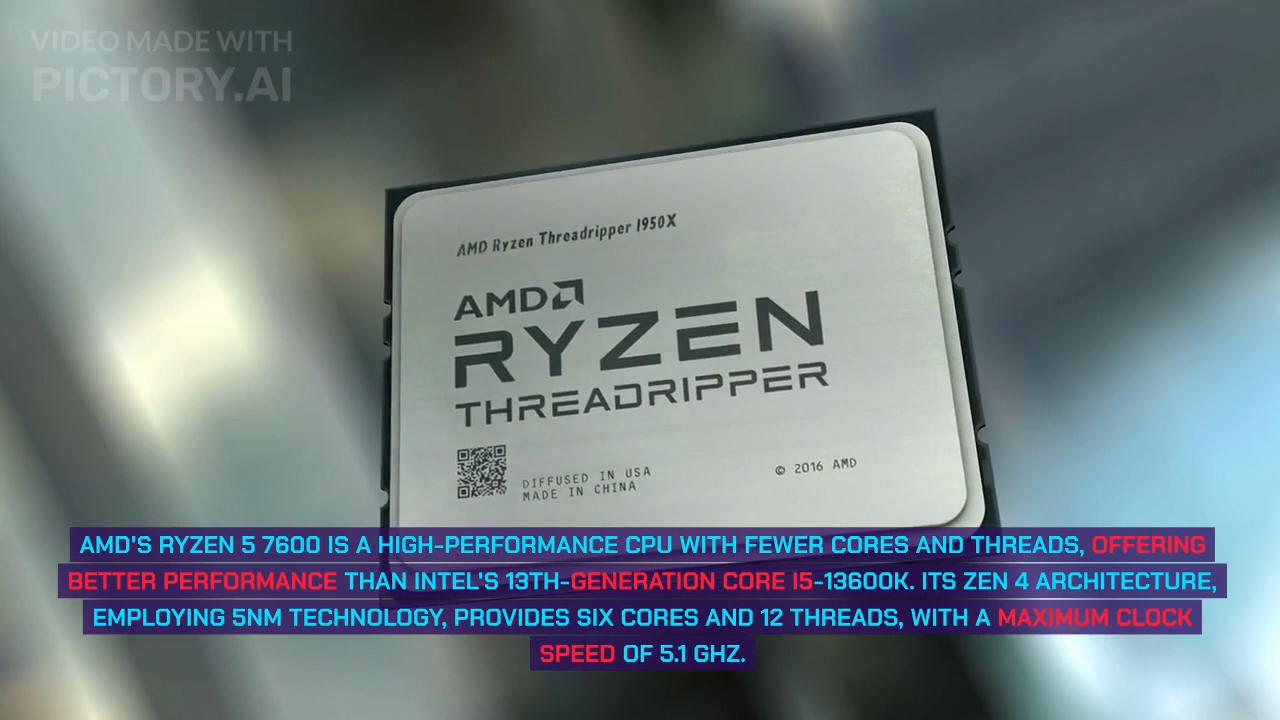 VIDEO MADE WITH
PICTORY.AI
AMD Ryzen Threadripper 1950X
AMD
RYZEN
THREADRIPPER
DIFFUSED IN USA
MADE IN CHINA
© 2016 AMD
AMD'S RYZEN 5 7600 IS A HIGH-PERFORMANCE CPU WITH FEWER CORES AND THREADS, OFFERING
BETTER PERFORMANCE THAN INTEL'S 13TH-GENERATION CORE I5-13600K. ITS ZEN 4 ARCHITECTURE,
EMPLOYING 5NM TECHNOLOGY, PROVIDES SIX CORES AND 12 THREADS, WITH A MAXIMUM CLOCK
SPEED OF 5.1 GHZ.